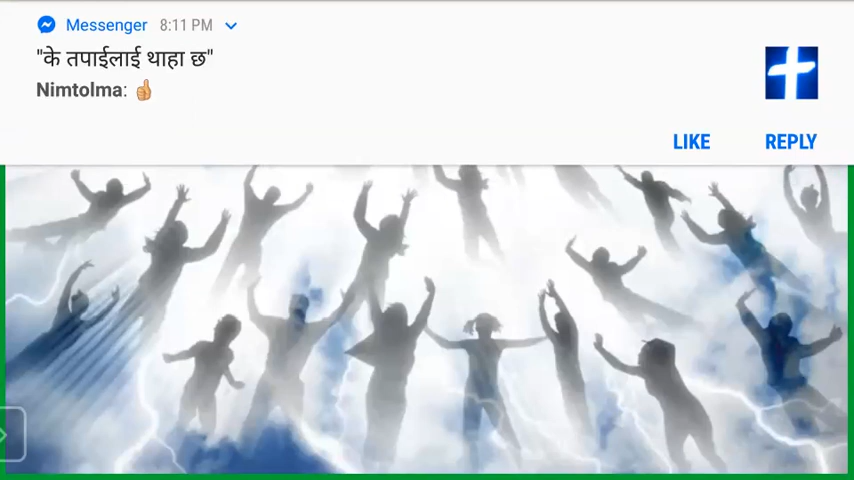 Messenger 8:11 PM
"के तपाईलाई थाहा छ"
Nimtolma: 👍🏼
LIKE REPLY